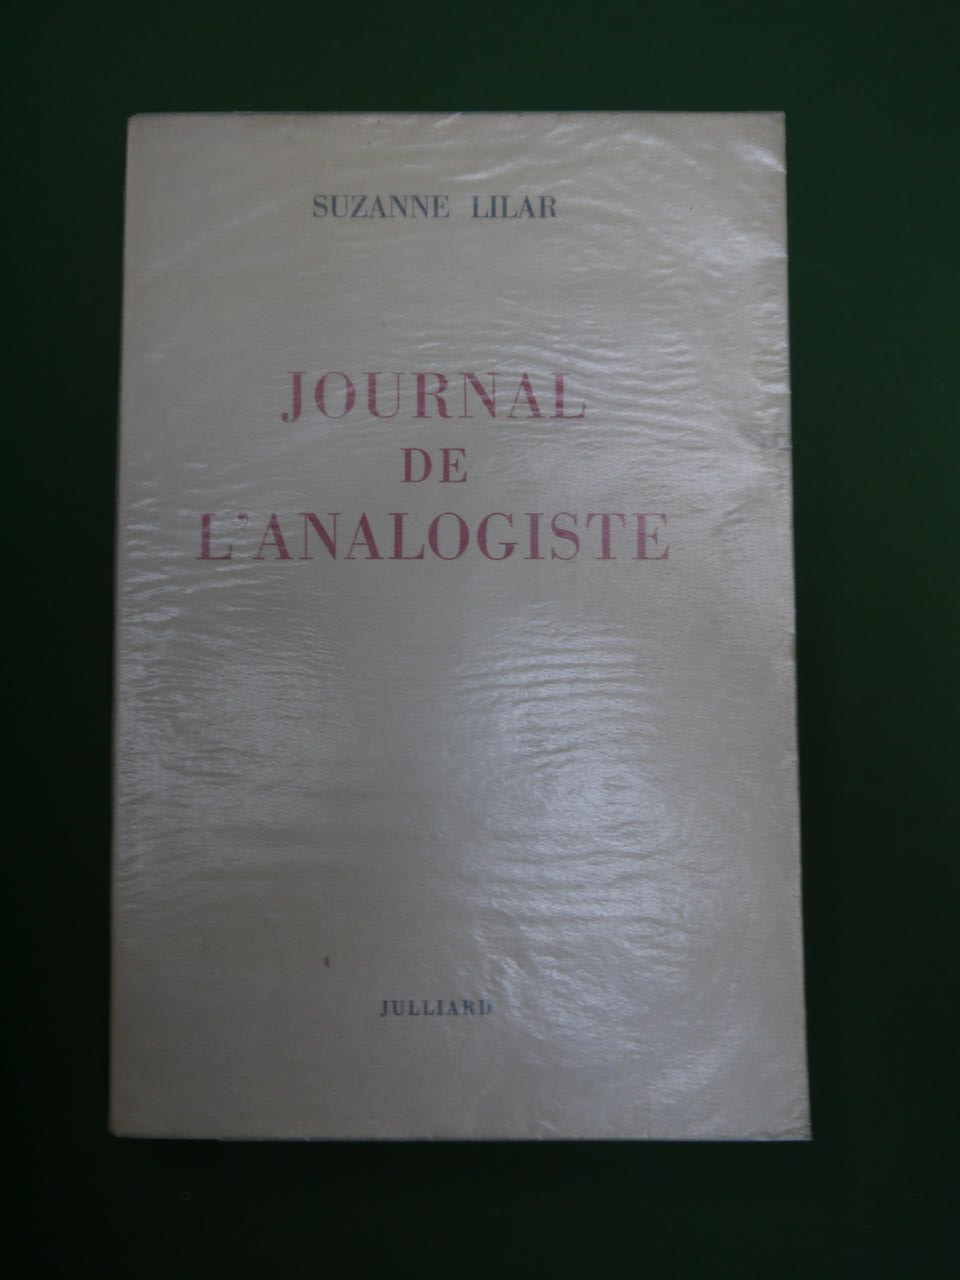 SUZANNE LILAR
JOURNAL
DE
L'ANALOGISTE
JULLIARD